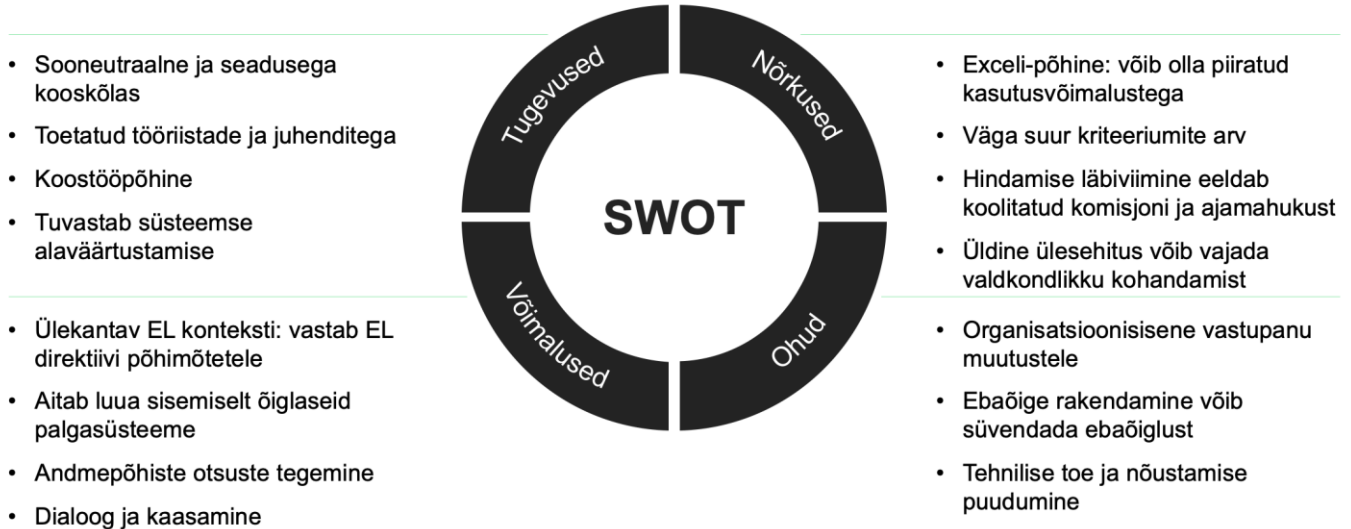 Tugevused
• Sooneutraalne ja seadusega
kooskõlas
• Toetatud tööriistade ja juhenditega
• Koostööpõhine
• Tuvastab süsteemse
alaväärtustamise
Nõrkused
• Exceli-põhine: võib olla piiratud
kasutusvõimalustega
• Väga suur kriteeriumite arv
• Hindamise läbiviimine eeldab
koolitatud komisjoni ja ajamahukust
• Üldine ülesehitus võib vajada
valdkondlikku kohandamist
SWOT
Võimalused
• Ülekantav EL konteksti: vastab EL
direktiivi põhimõtetele
• Aitab luua sisemiselt õiglaseid
palgasüsteeme
• Andmepõhiste otsuste tegemine
• Dialoog ja kaasamine
Ohud
• Organisatsioonisisene vastupanu
muutustele
• Ebaõige rakendamine võib
süvendada ebaõiglust
• Tehnilise toe ja nõustamise
puudumine